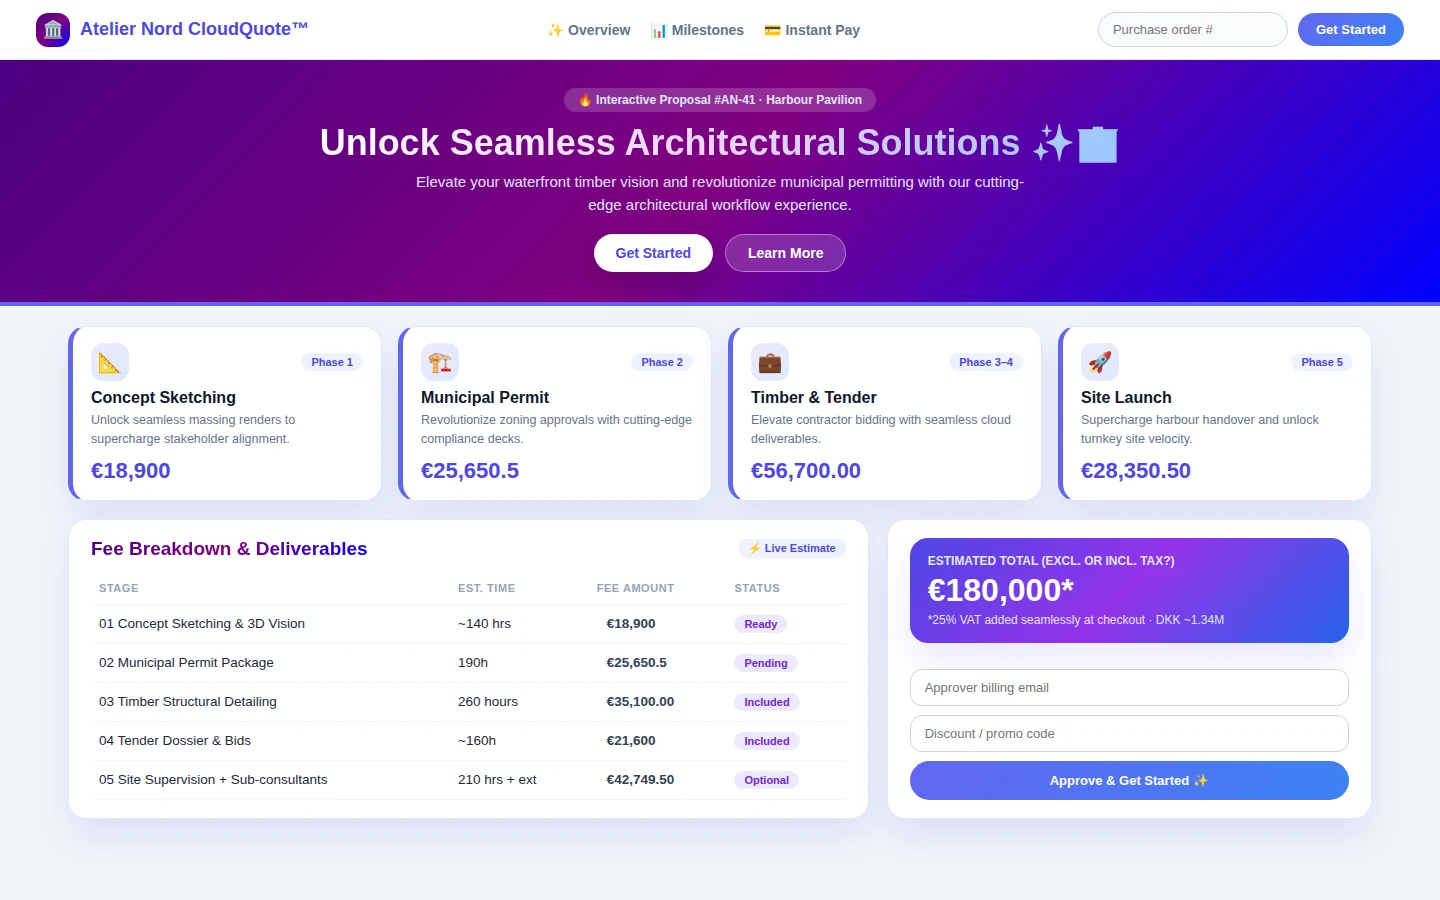 Atelier Nord CloudQuote™
✨ Overview
📊 Milestones
💳 Instant Pay
Purchase order #
Get Started
🔥 Interactive Proposal #AN-41 · Harbour Pavilion
Unlock Seamless Architectural Solutions ✨
Elevate your waterfront timber vision and revolutionize municipal permitting with our cutting-
edge architectural workflow experience.
Get Started
Learn More
Phase 1
Concept Sketching
Unlock seamless massing renders to
supercharge stakeholder alignment.
€18,900
Phase 2
Municipal Permit
Revolutionize zoning approvals with cutting-edge
compliance decks.
€25,650.5
Phase 3–4
Timber & Tender
Elevate contractor bidding with seamless cloud
deliverables.
€56,700.00
Phase 5
Site Launch
Supercharge harbour handover and unlock
turnkey site velocity.
€28,350.50
Fee Breakdown & Deliverables
⚡ Live Estimate
STAGE EST. TIME FEE AMOUNT STATUS
01 Concept Sketching & 3D Vision ~140 hrs €18,900 Ready
02 Municipal Permit Package 190h €25,650.5 Pending
03 Timber Structural Detailing 260 hours €35,100.00 Included
04 Tender Dossier & Bids ~160h €21,600 Included
05 Site Supervision + Sub-consultants 210 hrs + ext €42,749.50 Optional
ESTIMATED TOTAL (EXCL. OR INCL. TAX?)
€180,000*
*25% VAT added seamlessly at checkout · DKK ~1.34M
Approver billing email
Discount / promo code
Approve & Get Started ✨